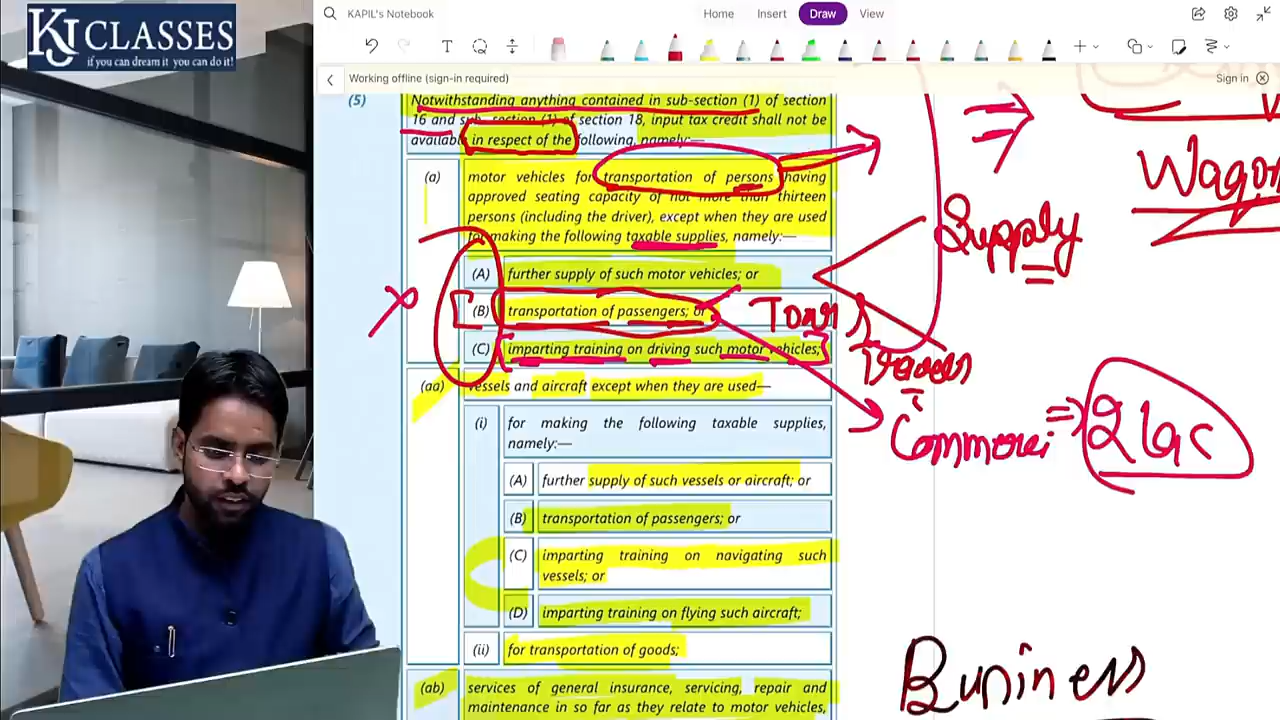 KJ CLASSES
if you can dream it you can do it!
KAPIL's Notebook
Home Insert Draw View
Working offline (sign-in required)
Sign in
(5) Notwithstanding anything contained in sub-section (1) of section
16 and sub-section (1) of section 18, input tax credit shall not be
available in respect of the following, namely:—
(a) motor vehicles for transportation of persons having
approved seating capacity of not more than thirteen
persons (including the driver), except when they are used
for making the following taxable supplies, namely:—
(A) further supply of such motor vehicles; or
(B) transportation of passengers; or
(C) imparting training on driving such motor vehicles;
(aa) vessels and aircraft except when they are used—
(i) for making the following taxable supplies,
namely:—
(A) further supply of such vessels or aircraft; or
(B) transportation of passengers; or
(C) imparting training on navigating such
vessels; or
(D) imparting training on flying such aircraft;
(ii) for transportation of goods;
(ab) services of general insurance, servicing, repair and
maintenance in so far as they relate to motor vehicles,
Supply
Tours
2 lac
Business